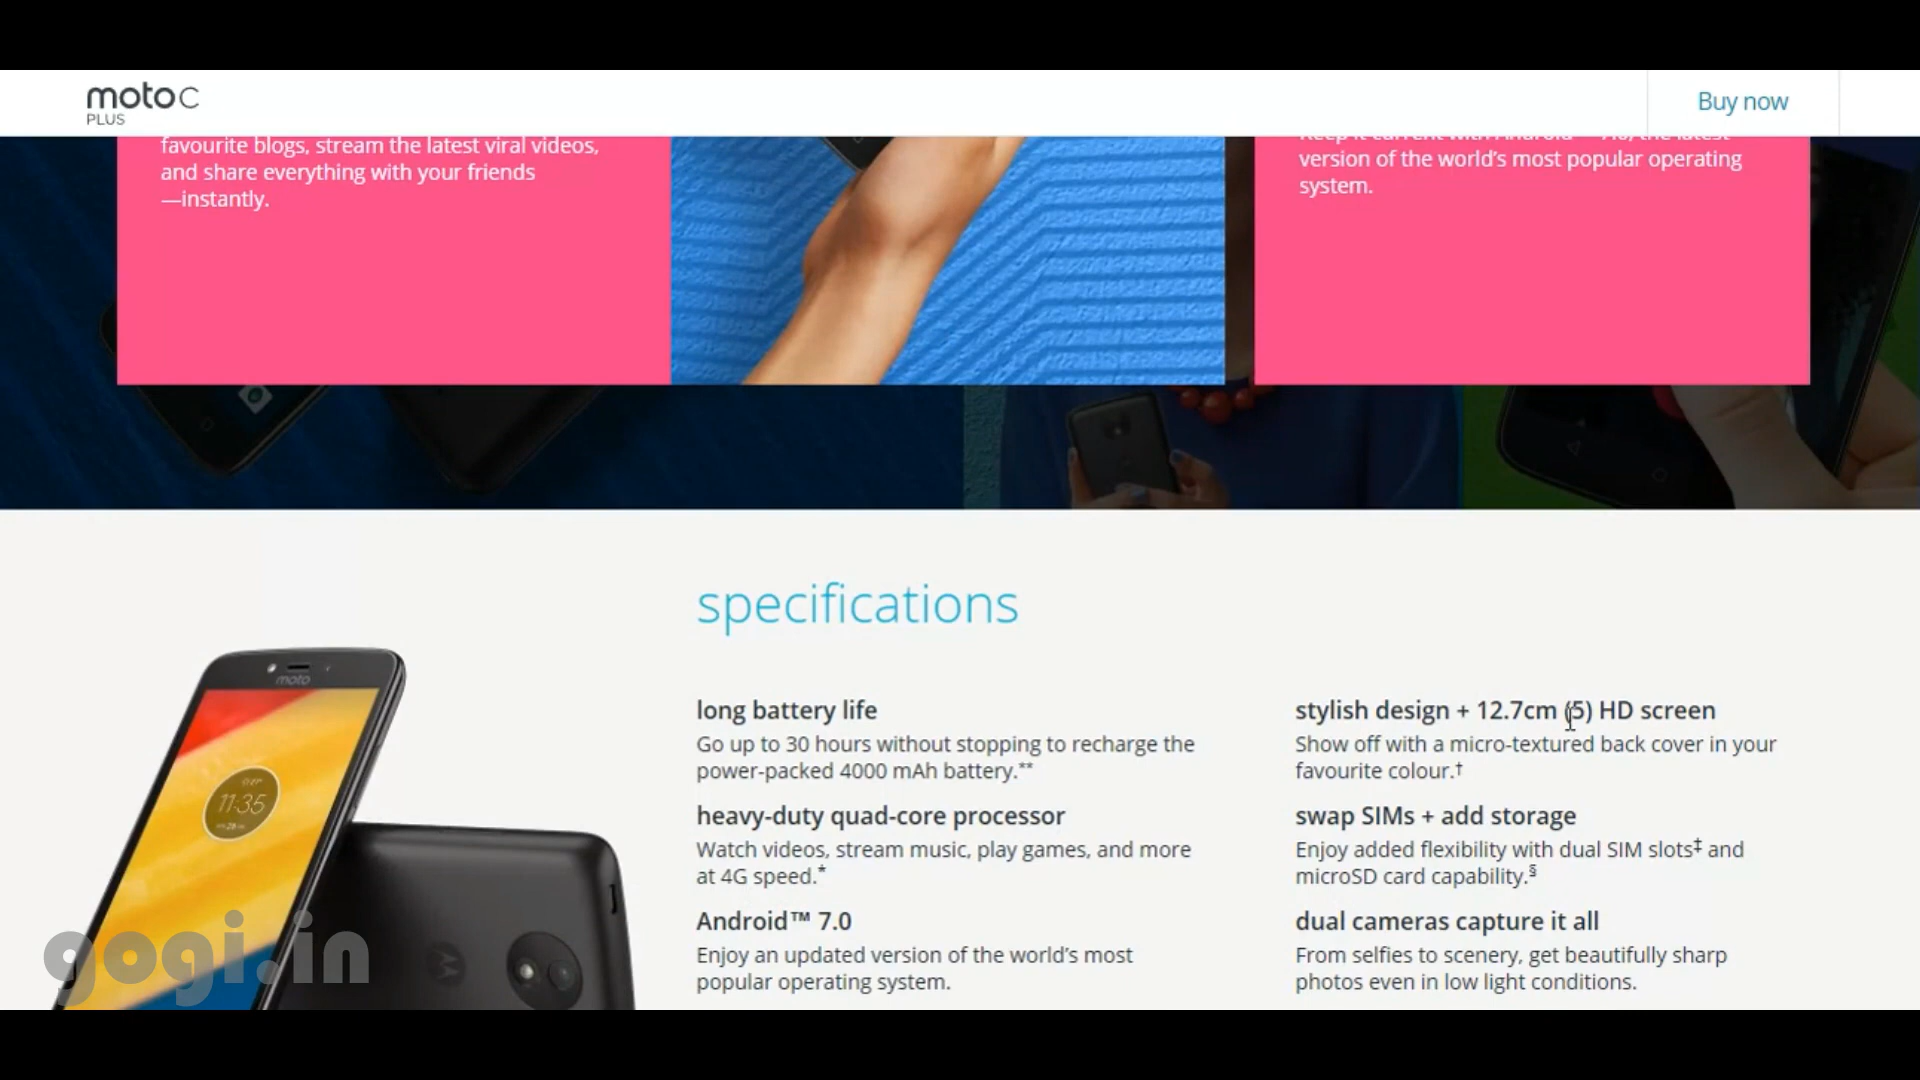 moto c
PLUS
Buy now
favourite blogs, stream the latest viral videos,
and share everything with your friends
—instantly.
version of the world's most popular operating
system.
specifications
long battery life
Go up to 30 hours without stopping to recharge the
power-packed 4000 mAh battery.**
heavy-duty quad-core processor
Watch videos, stream music, play games, and more
at 4G speed.*
Android™ 7.0
Enjoy an updated version of the world's most
popular operating system.
stylish design + 12.7cm (5) HD screen
Show off with a micro-textured back cover in your
favourite colour.†
swap SIMs + add storage
Enjoy added flexibility with dual SIM slots‡ and
microSD card capability.§
dual cameras capture it all
From selfies to scenery, get beautifully sharp
photos even in low light conditions.
moto
11:35
gogi.in